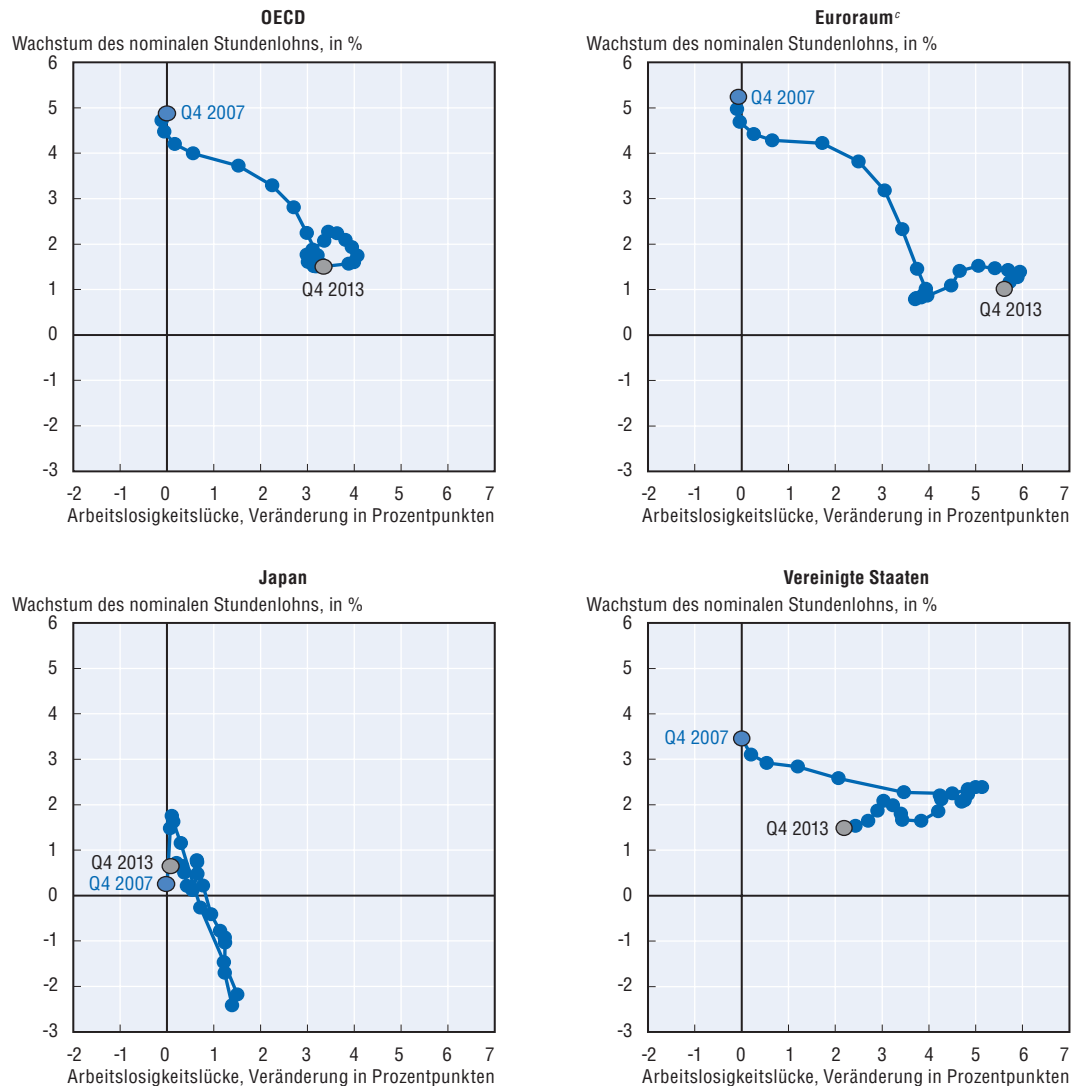 OECD
Wachstum des nominalen Stundenlohns, in %
6
5
4
3
2
1
0
-1
-2
-3
Q4 2007
Q4 2013
-2 -1 0 1 2 3 4 5 6 7
Arbeitslosigkeitslücke, Veränderung in Prozentpunkten
Euroraum c
Wachstum des nominalen Stundenlohns, in %
6
5
4
3
2
1
0
-1
-2
-3
Q4 2007
Q4 2013
-2 -1 0 1 2 3 4 5 6 7
Arbeitslosigkeitslücke, Veränderung in Prozentpunkten
Japan
Wachstum des nominalen Stundenlohns, in %
6
5
4
3
2
1
0
-1
-2
-3
Q4 2013
Q4 2007
-2 -1 0 1 2 3 4 5 6 7
Arbeitslosigkeitslücke, Veränderung in Prozentpunkten
Vereinigte Staaten
Wachstum des nominalen Stundenlohns, in %
6
5
4
3
2
1
0
-1
-2
-3
Q4 2007
Q4 2013
-2 -1 0 1 2 3 4 5 6 7
Arbeitslosigkeitslücke, Veränderung in Prozentpunkten